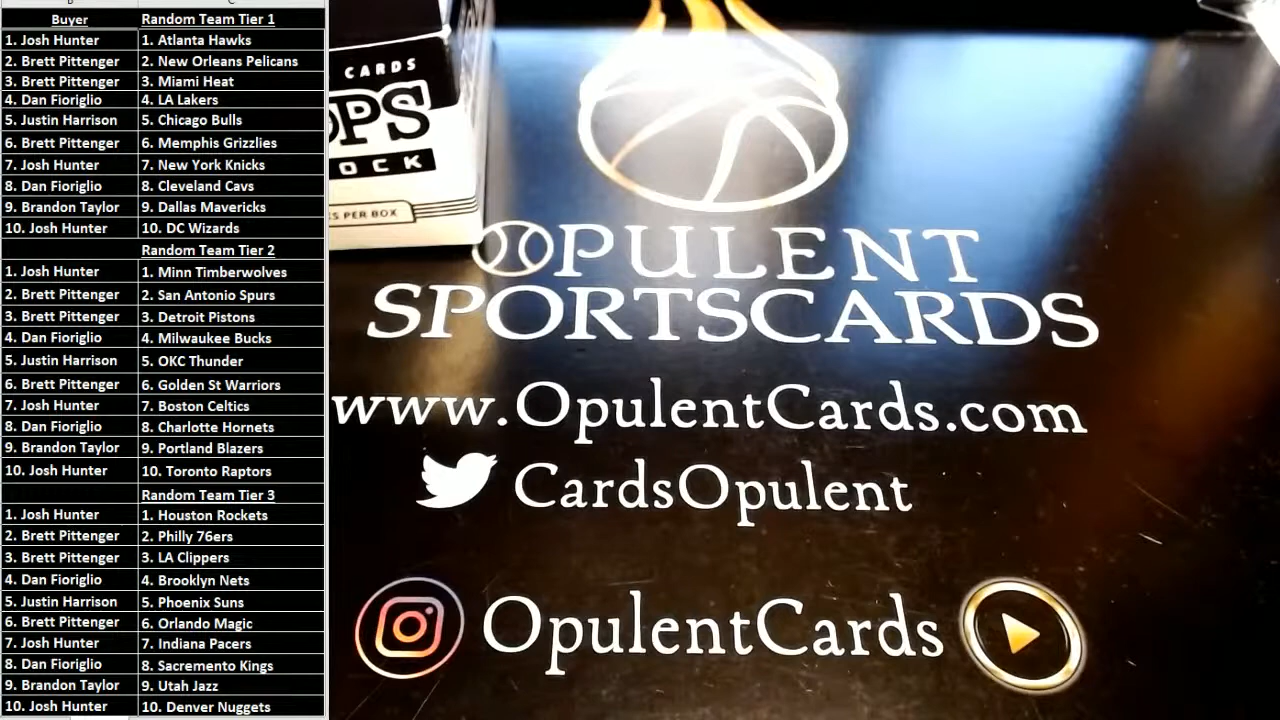 Buyer Random Team Tier 1
1. Josh Hunter 1. Atlanta Hawks
2. Brett Pittenger 2. New Orleans Pelicans
3. Brett Pittenger 3. Miami Heat
4. Dan Fioriglio 4. LA Lakers
5. Justin Harrison 5. Chicago Bulls
6. Brett Pittenger 6. Memphis Grizzlies
7. Josh Hunter 7. New York Knicks
8. Dan Fioriglio 8. Cleveland Cavs
9. Brandon Taylor 9. Dallas Mavericks
10. Josh Hunter 10. DC Wizards
Random Team Tier 2
1. Josh Hunter 1. Minn Timberwolves
2. Brett Pittenger 2. San Antonio Spurs
3. Brett Pittenger 3. Detroit Pistons
4. Dan Fioriglio 4. Milwaukee Bucks
5. Justin Harrison 5. OKC Thunder
6. Brett Pittenger 6. Golden St Warriors
7. Josh Hunter 7. Boston Celtics
8. Dan Fioriglio 8. Charlotte Hornets
9. Brandon Taylor 9. Portland Blazers
10. Josh Hunter 10. Toronto Raptors
Random Team Tier 3
1. Josh Hunter 1. Houston Rockets
2. Brett Pittenger 2. Philly 76ers
3. Brett Pittenger 3. LA Clippers
4. Dan Fioriglio 4. Brooklyn Nets
5. Justin Harrison 5. Phoenix Suns
6. Brett Pittenger 6. Orlando Magic
7. Josh Hunter 7. Indiana Pacers
8. Dan Fioriglio 8. Sacremento Kings
9. Brandon Taylor 9. Utah Jazz
10. Josh Hunter 10. Denver Nuggets
CARDS
OPS
OCK
PER BOX
OPULENT
SPORTSCARDS
www.OpulentCards.com
CardsOpulent
OpulentCards